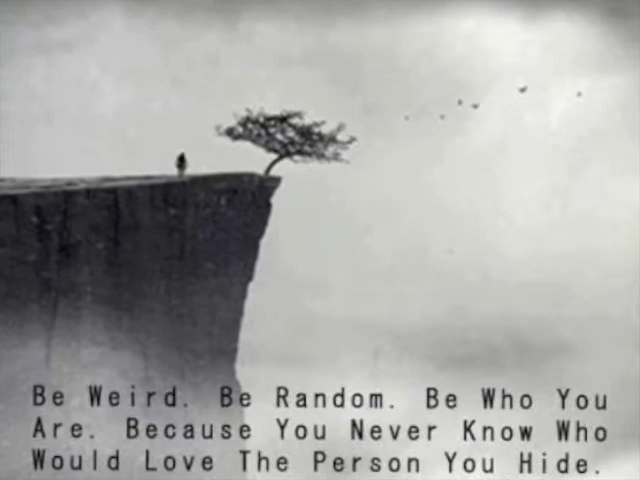 Be Weird. Be Random. Be Who You
Are. Because You Never Know Who
Would Love The Person You Hide.